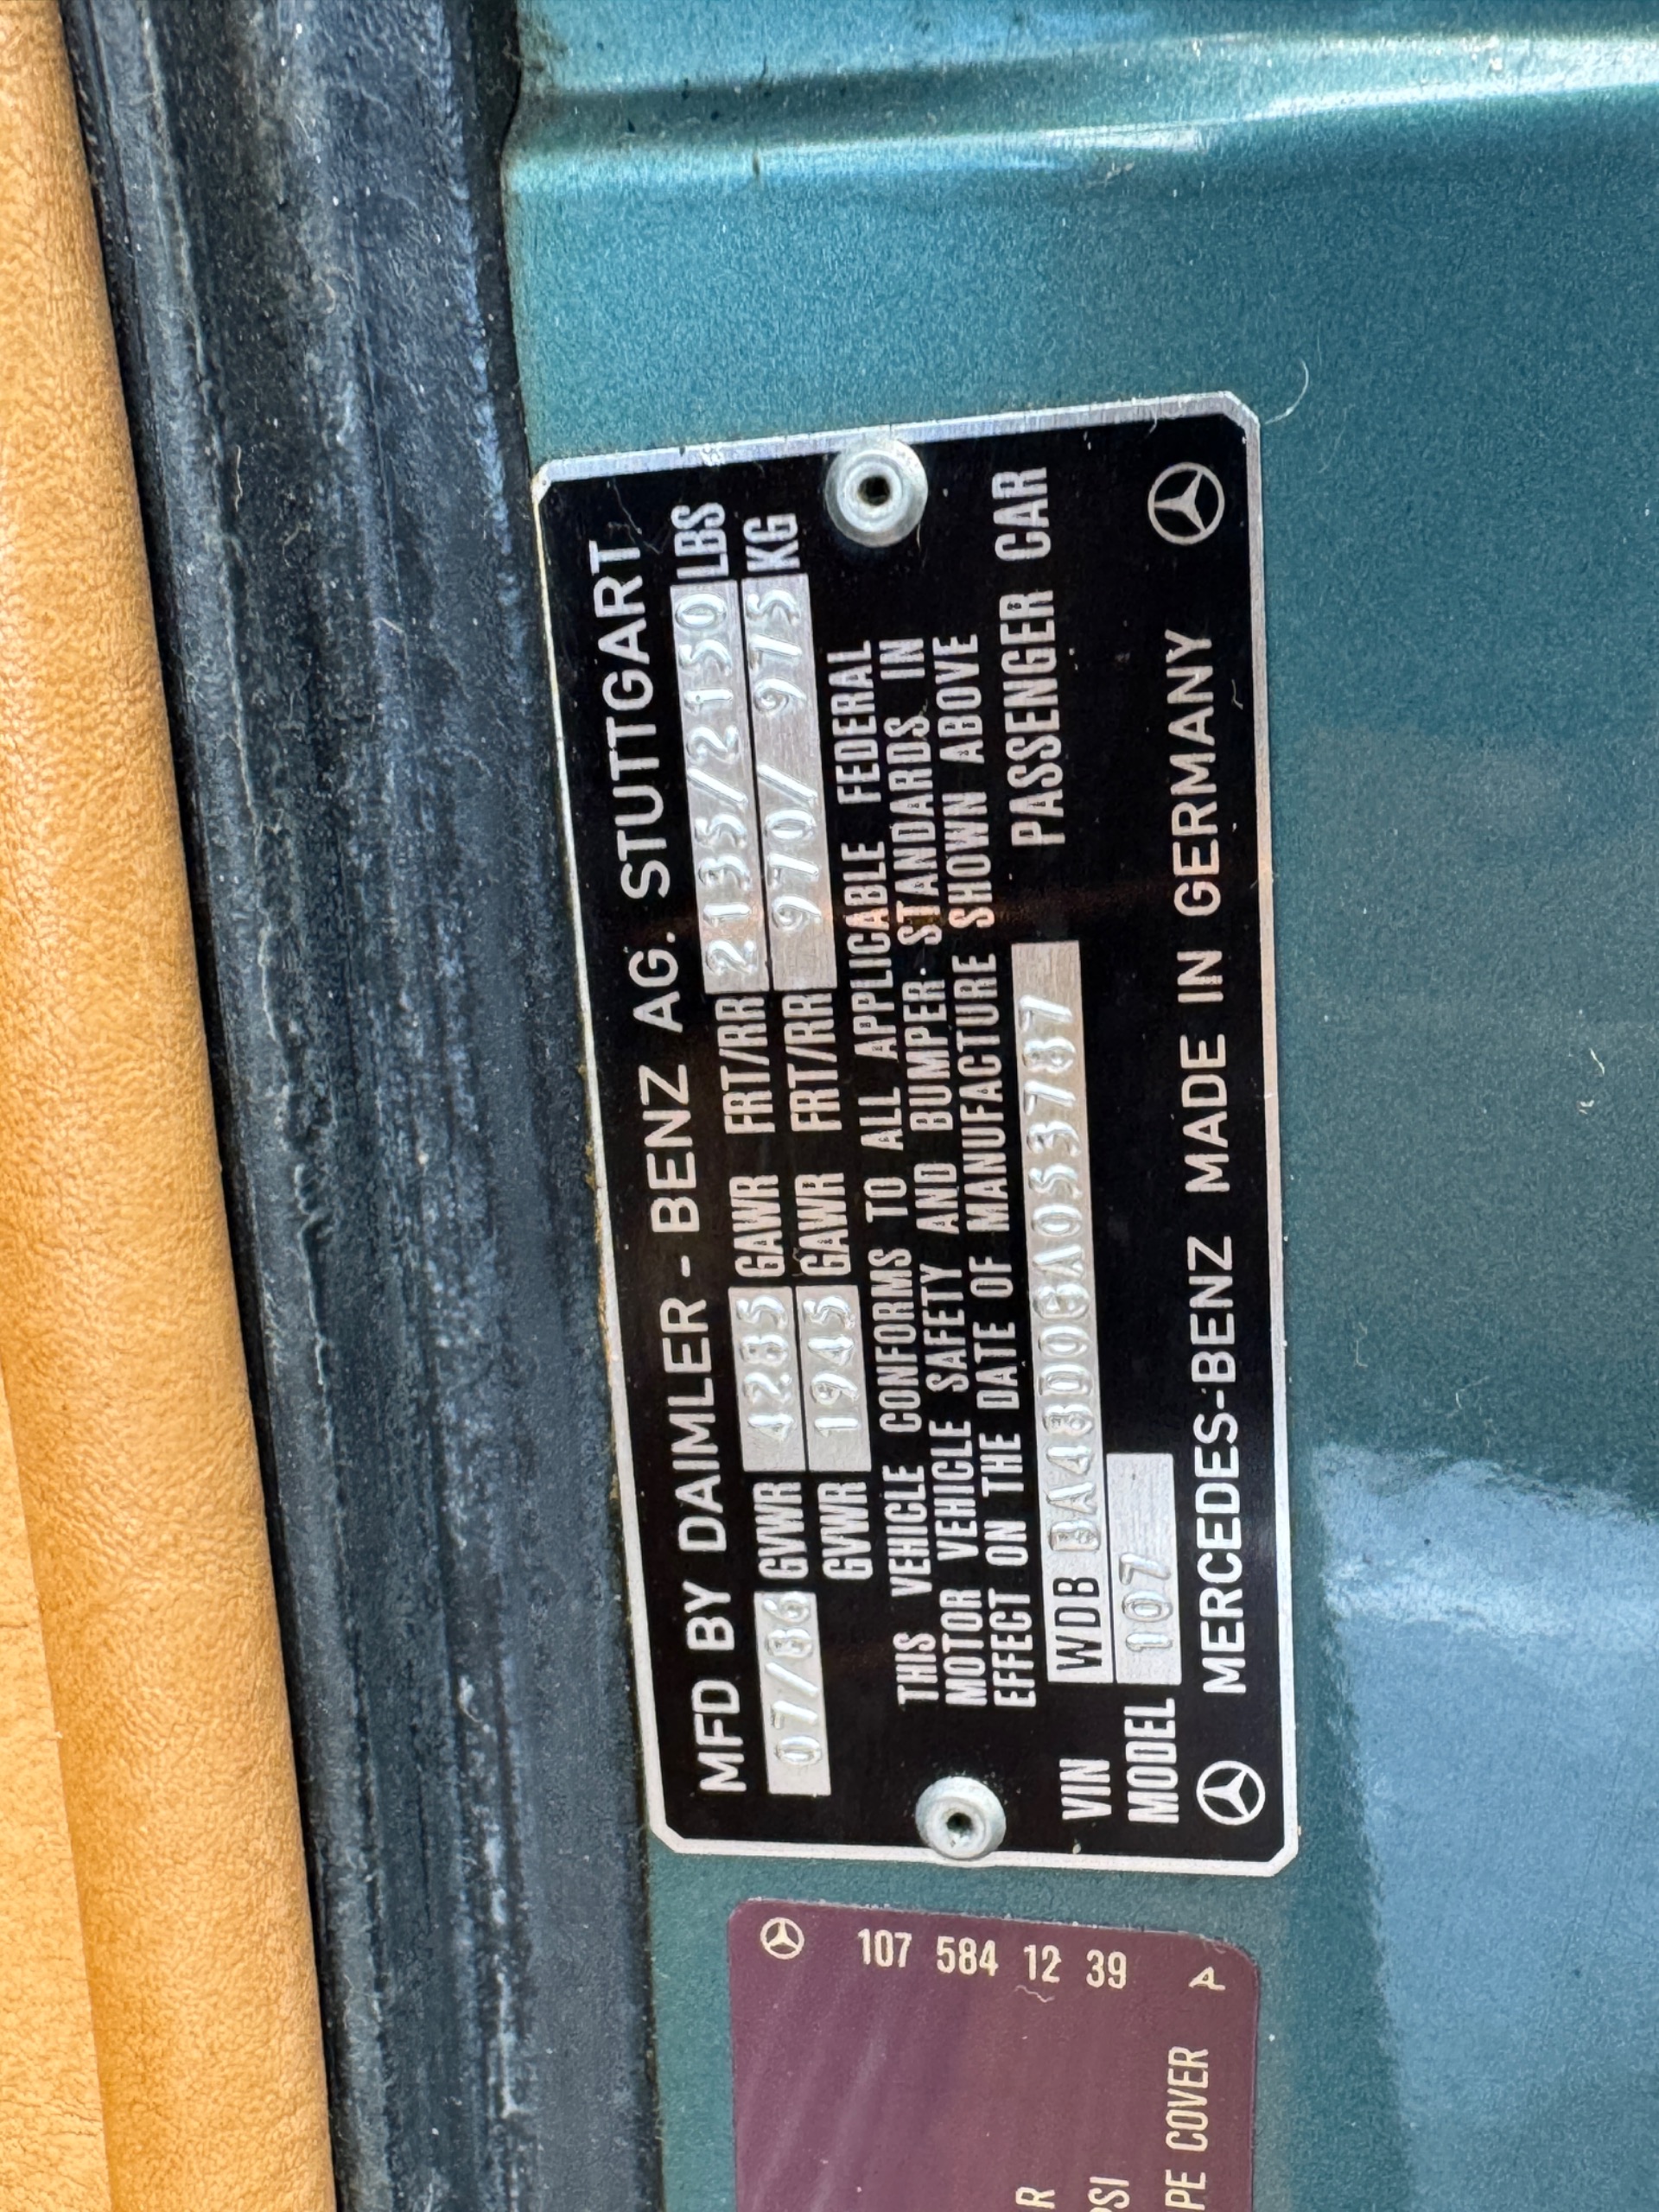 MFD BY DAIMLER - BENZ AG. STUTTGART
07/86 GVWR 4285 GAWR FRT/RR 2135/2150 LBS
GVWR 1945 GAWR FRT/RR 970/ 975 KG
THIS VEHICLE CONFORMS TO ALL APPLICABLE FEDERAL
MOTOR VEHICLE SAFETY AND BUMPER STANDARDS IN
EFFECT ON THE DATE OF MANUFACTURE SHOWN ABOVE
VIN WDB BA48D0GA053787 PASSENGER CAR
MODEL 107
MERCEDES-BENZ MADE IN GERMANY
107 584 12 39 A
COVER